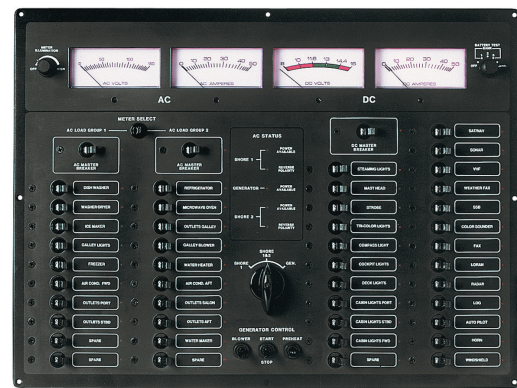 METER ILLUMINATION
OFF
AC VOLTS
AC AMPERES
DC VOLTS
DC AMPERES
BATTERY TEST
OFF
AC
DC
METER SELECT
AC LOAD GROUP 1
AC LOAD GROUP 2
AC MASTER BREAKER
AC MASTER BREAKER
AC STATUS
SHORE 1
POWER AVAILABLE
REVERSE POLARITY
GENERATOR
POWER AVAILABLE
SHORE 2
POWER AVAILABLE
REVERSE POLARITY
DC MASTER BREAKER
DISH WASHER
WASHER DRYER
ICE MAKER
GALLEY LIGHTS
FREEZER
AIR COND. FWD
OUTLETS PORT
OUTLETS STBD
SPARE
SPARE
REFRIGERATOR
MICROWAVE OVEN
OUTLETS GALLEY
GALLEY BLOWER
WATER HEATER
AIR COND. AFT
OUTLETS SALON
OUTLETS AFT
WATER MAKER
SPARE
SHORE 1
SHORE 1&2
GEN.
GENERATOR CONTROL
BLOWER
START
PREHEAT
STOP
STEAMING LIGHTS
MAST HEAD
STROBE
TRI-COLOR LIGHTS
COMPASS LIGHT
COCKPIT LIGHTS
DECK LIGHTS
CABIN LIGHTS PORT
CABIN LIGHTS STBD
CABIN LIGHTS FWD
SPARE
SATNAV
SONAR
VHF
WEATHER FAX
SSB
COLOR SOUNDER
FAX
LORAN
RADAR
LOG
AUTO PILOT
HORN
WINDSHIELD